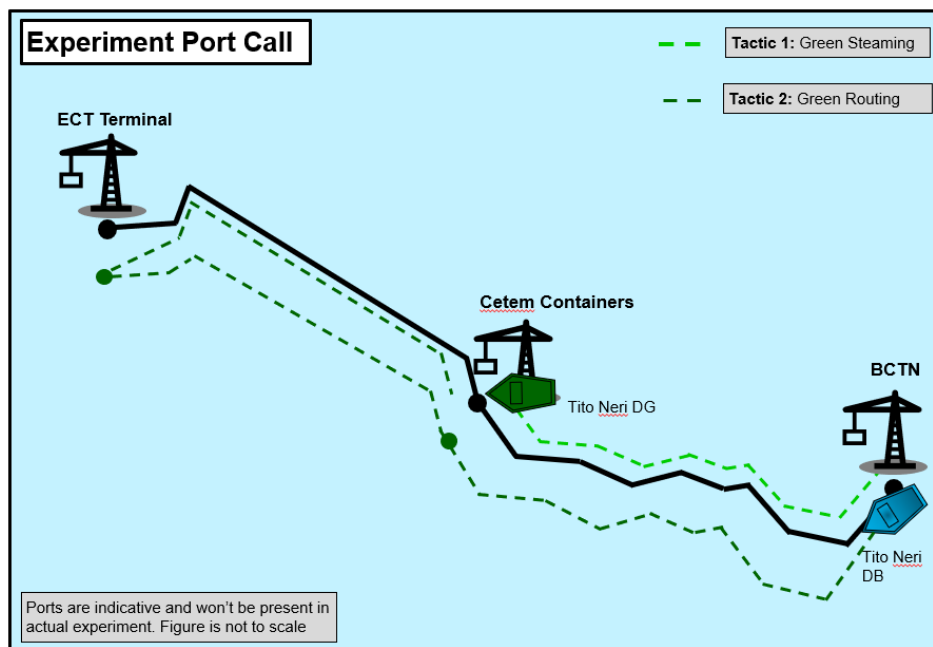 Experiment Port Call
Tactic 1: Green Steaming
Tactic 2: Green Routing
ECT Terminal
Cetem Containers
BCTN
Tito Neri DG
Tito Neri
DB
Ports are indicative and won't be present in
actual experiment. Figure is not to scale